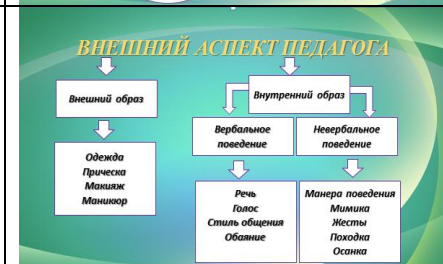 ВНЕШНИЙ АСПЕКТ ПЕДАГОГА
Внешний образ
Внутренний образ
Вербальное
поведение
Невербальное
поведение
Одежда
Прическа
Макияж
Маникюр
Речь
Голос
Стиль общения
Обаяние
Манера поведения
Мимика
Жесты
Походка
Осанка